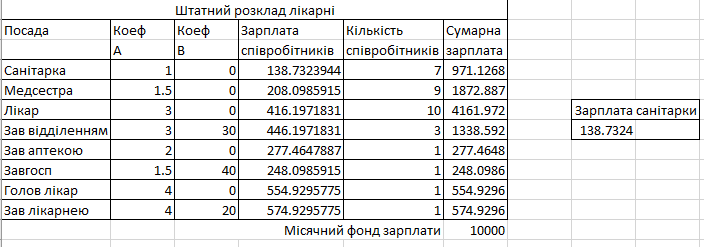 Штатний розклад лікарні
Посада Коеф Коеф Зарплата Кількість Сумарна
А В співробітників співробітників зарплата
Санітарка 1 0 138.7323944 7 971.1268
Медсестра 1.5 0 208.0985915 9 1872.887
Лікар 3 0 416.1971831 10 4161.972 Зарплата санітарки
Зав відділенням 3 30 446.1971831 3 1338.592 138.7324
Зав аптекою 2 0 277.4647887 1 277.4648
Завгосп 1.5 40 248.0985915 1 248.0986
Голов лікар 4 0 554.9295775 1 554.9296
Зав лікарнею 4 20 574.9295775 1 574.9296
Місячний фонд зарплати 10000